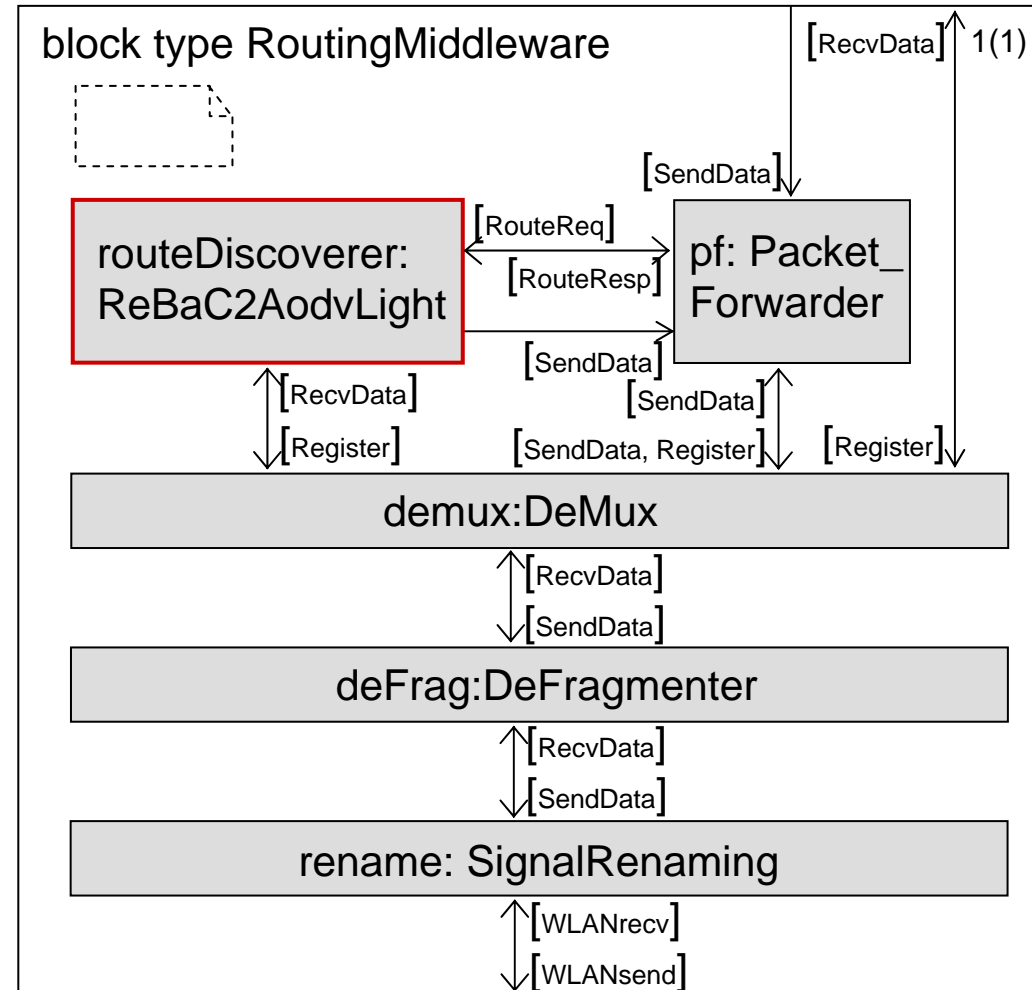 block type RoutingMiddleware
[RecvData]
1(1)
[SendData]
routeDiscoverer:
ReBaC2AodvLight
[RouteReq]
[RouteResp]
pf: Packet_
Forwarder
[SendData]
[RecvData]
[SendData]
[Register]
[SendData, Register]
[Register]
demux:DeMux
[RecvData]
[SendData]
deFrag:DeFragmenter
[RecvData]
[SendData]
rename: SignalRenaming
[WLANrecv]
[WLANsend]